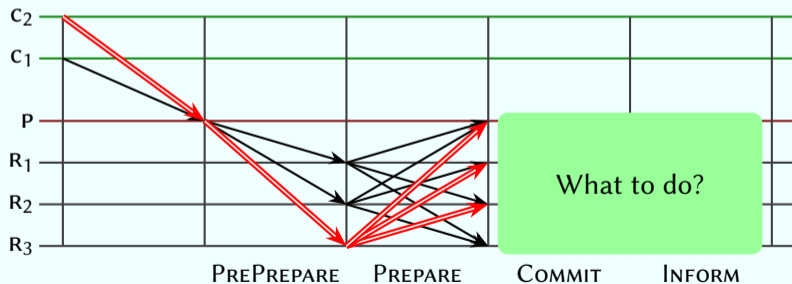 C₂
C₁
P
R₁
R₂
R₃
What to do?
PREPREPARE PREPARE COMMIT INFORM